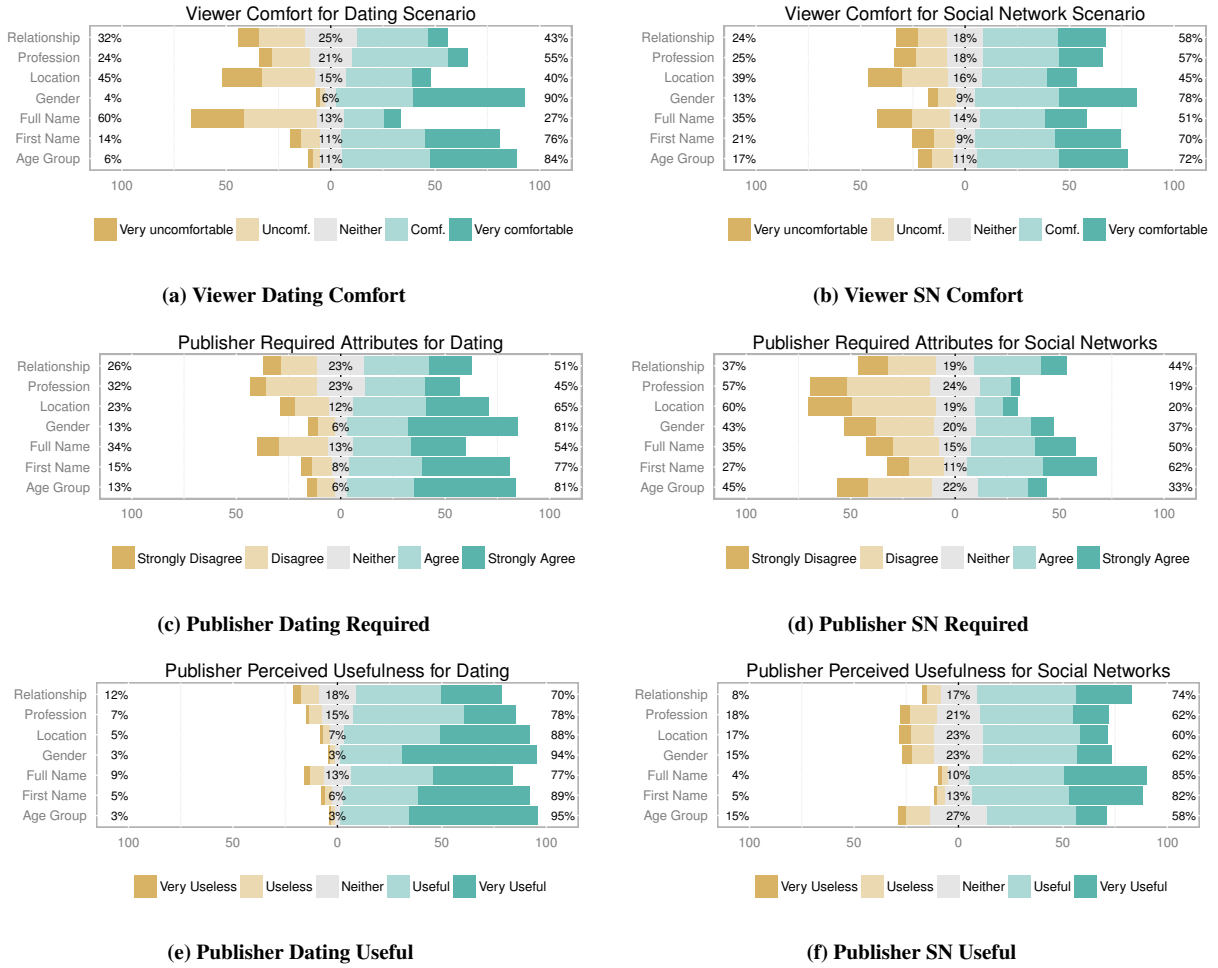 Viewer Comfort for Dating Scenario
Relationship 32% 25% 43%
Profession 24% 21% 55%
Location 45% 15% 40%
Gender 4% 6% 90%
Full Name 60% 13% 27%
First Name 14% 11% 76%
Age Group 6% 11% 84%
100 50 0 50 100
Very uncomfortable Uncomf. Neither Comf. Very comfortable
(a) Viewer Dating Comfort
Viewer Comfort for Social Network Scenario
Relationship 24% 18% 58%
Profession 25% 18% 57%
Location 39% 16% 45%
Gender 13% 9% 78%
Full Name 35% 14% 51%
First Name 21% 9% 70%
Age Group 17% 11% 72%
100 50 0 50 100
Very uncomfortable Uncomf. Neither Comf. Very comfortable
(b) Viewer SN Comfort
Publisher Required Attributes for Dating
Relationship 26% 23% 51%
Profession 32% 23% 45%
Location 23% 12% 65%
Gender 13% 6% 81%
Full Name 34% 13% 54%
First Name 15% 8% 77%
Age Group 13% 6% 81%
100 50 0 50 100
Strongly Disagree Disagree Neither Agree Strongly Agree
(c) Publisher Dating Required
Publisher Required Attributes for Social Networks
Relationship 37% 19% 44%
Profession 57% 24% 19%
Location 60% 19% 20%
Gender 43% 20% 37%
Full Name 35% 15% 50%
First Name 27% 11% 62%
Age Group 45% 22% 33%
100 50 0 50 100
Strongly Disagree Disagree Neither Agree Strongly Agree
(d) Publisher SN Required
Publisher Perceived Usefulness for Dating
Relationship 12% 18% 70%
Profession 7% 15% 78%
Location 5% 7% 88%
Gender 3% 3% 94%
Full Name 9% 13% 77%
First Name 5% 6% 89%
Age Group 3% 3% 95%
100 50 0 50 100
Very Useless Useless Neither Useful Very Useful
(e) Publisher Dating Useful
Publisher Perceived Usefulness for Social Networks
Relationship 8% 17% 74%
Profession 18% 21% 62%
Location 17% 23% 60%
Gender 15% 23% 62%
Full Name 4% 10% 85%
First Name 5% 13% 82%
Age Group 15% 27% 58%
100 50 0 50 100
Very Useless Useless Neither Useful Very Useful
(f) Publisher SN Useful